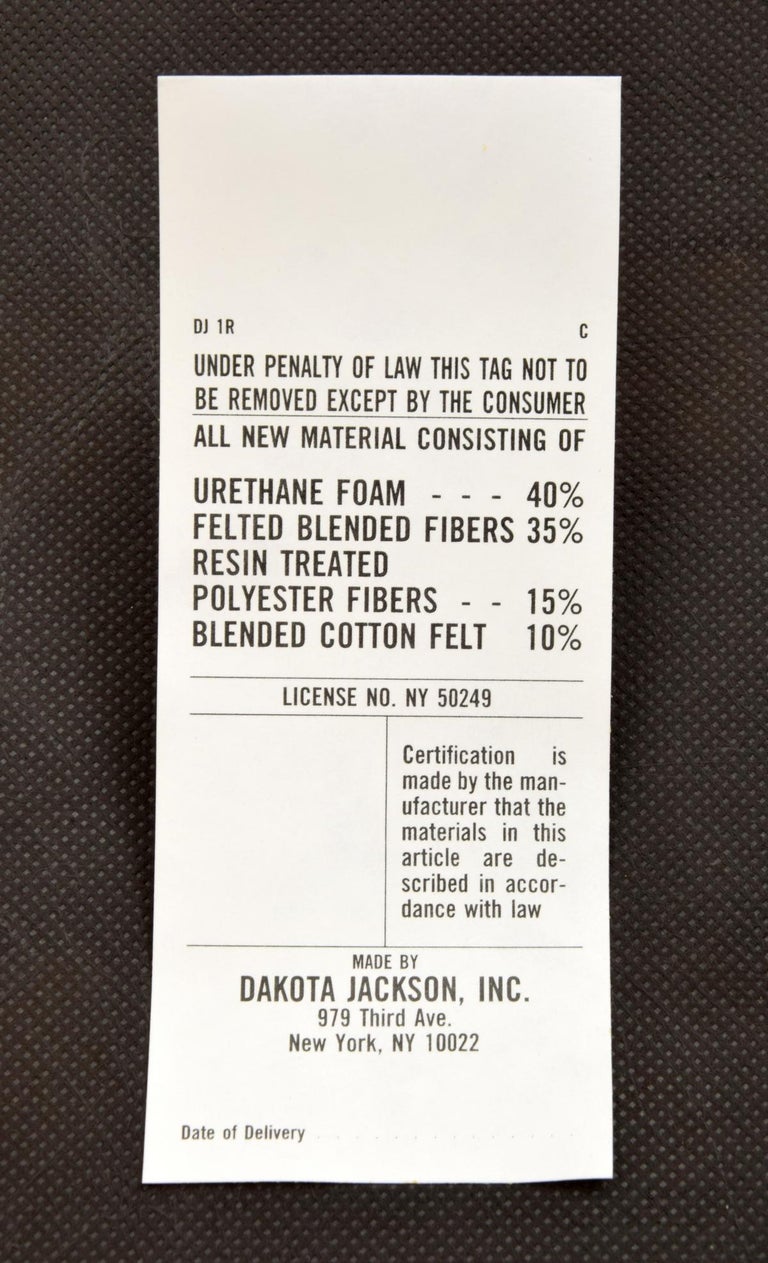 DJ 1R C
UNDER PENALTY OF LAW THIS TAG NOT TO
BE REMOVED EXCEPT BY THE CONSUMER
ALL NEW MATERIAL CONSISTING OF
URETHANE FOAM - - - 40%
FELTED BLENDED FIBERS 35%
RESIN TREATED
POLYESTER FIBERS - - 15%
BLENDED COTTON FELT 10%
LICENSE NO. NY 50249
Certification is
made by the man-
ufacturer that the
materials in this
article are de-
scribed in accor-
dance with law
MADE BY
DAKOTA JACKSON, INC.
979 Third Ave.
New York, NY 10022
Date of Delivery . . . . . . . . . . . . . .